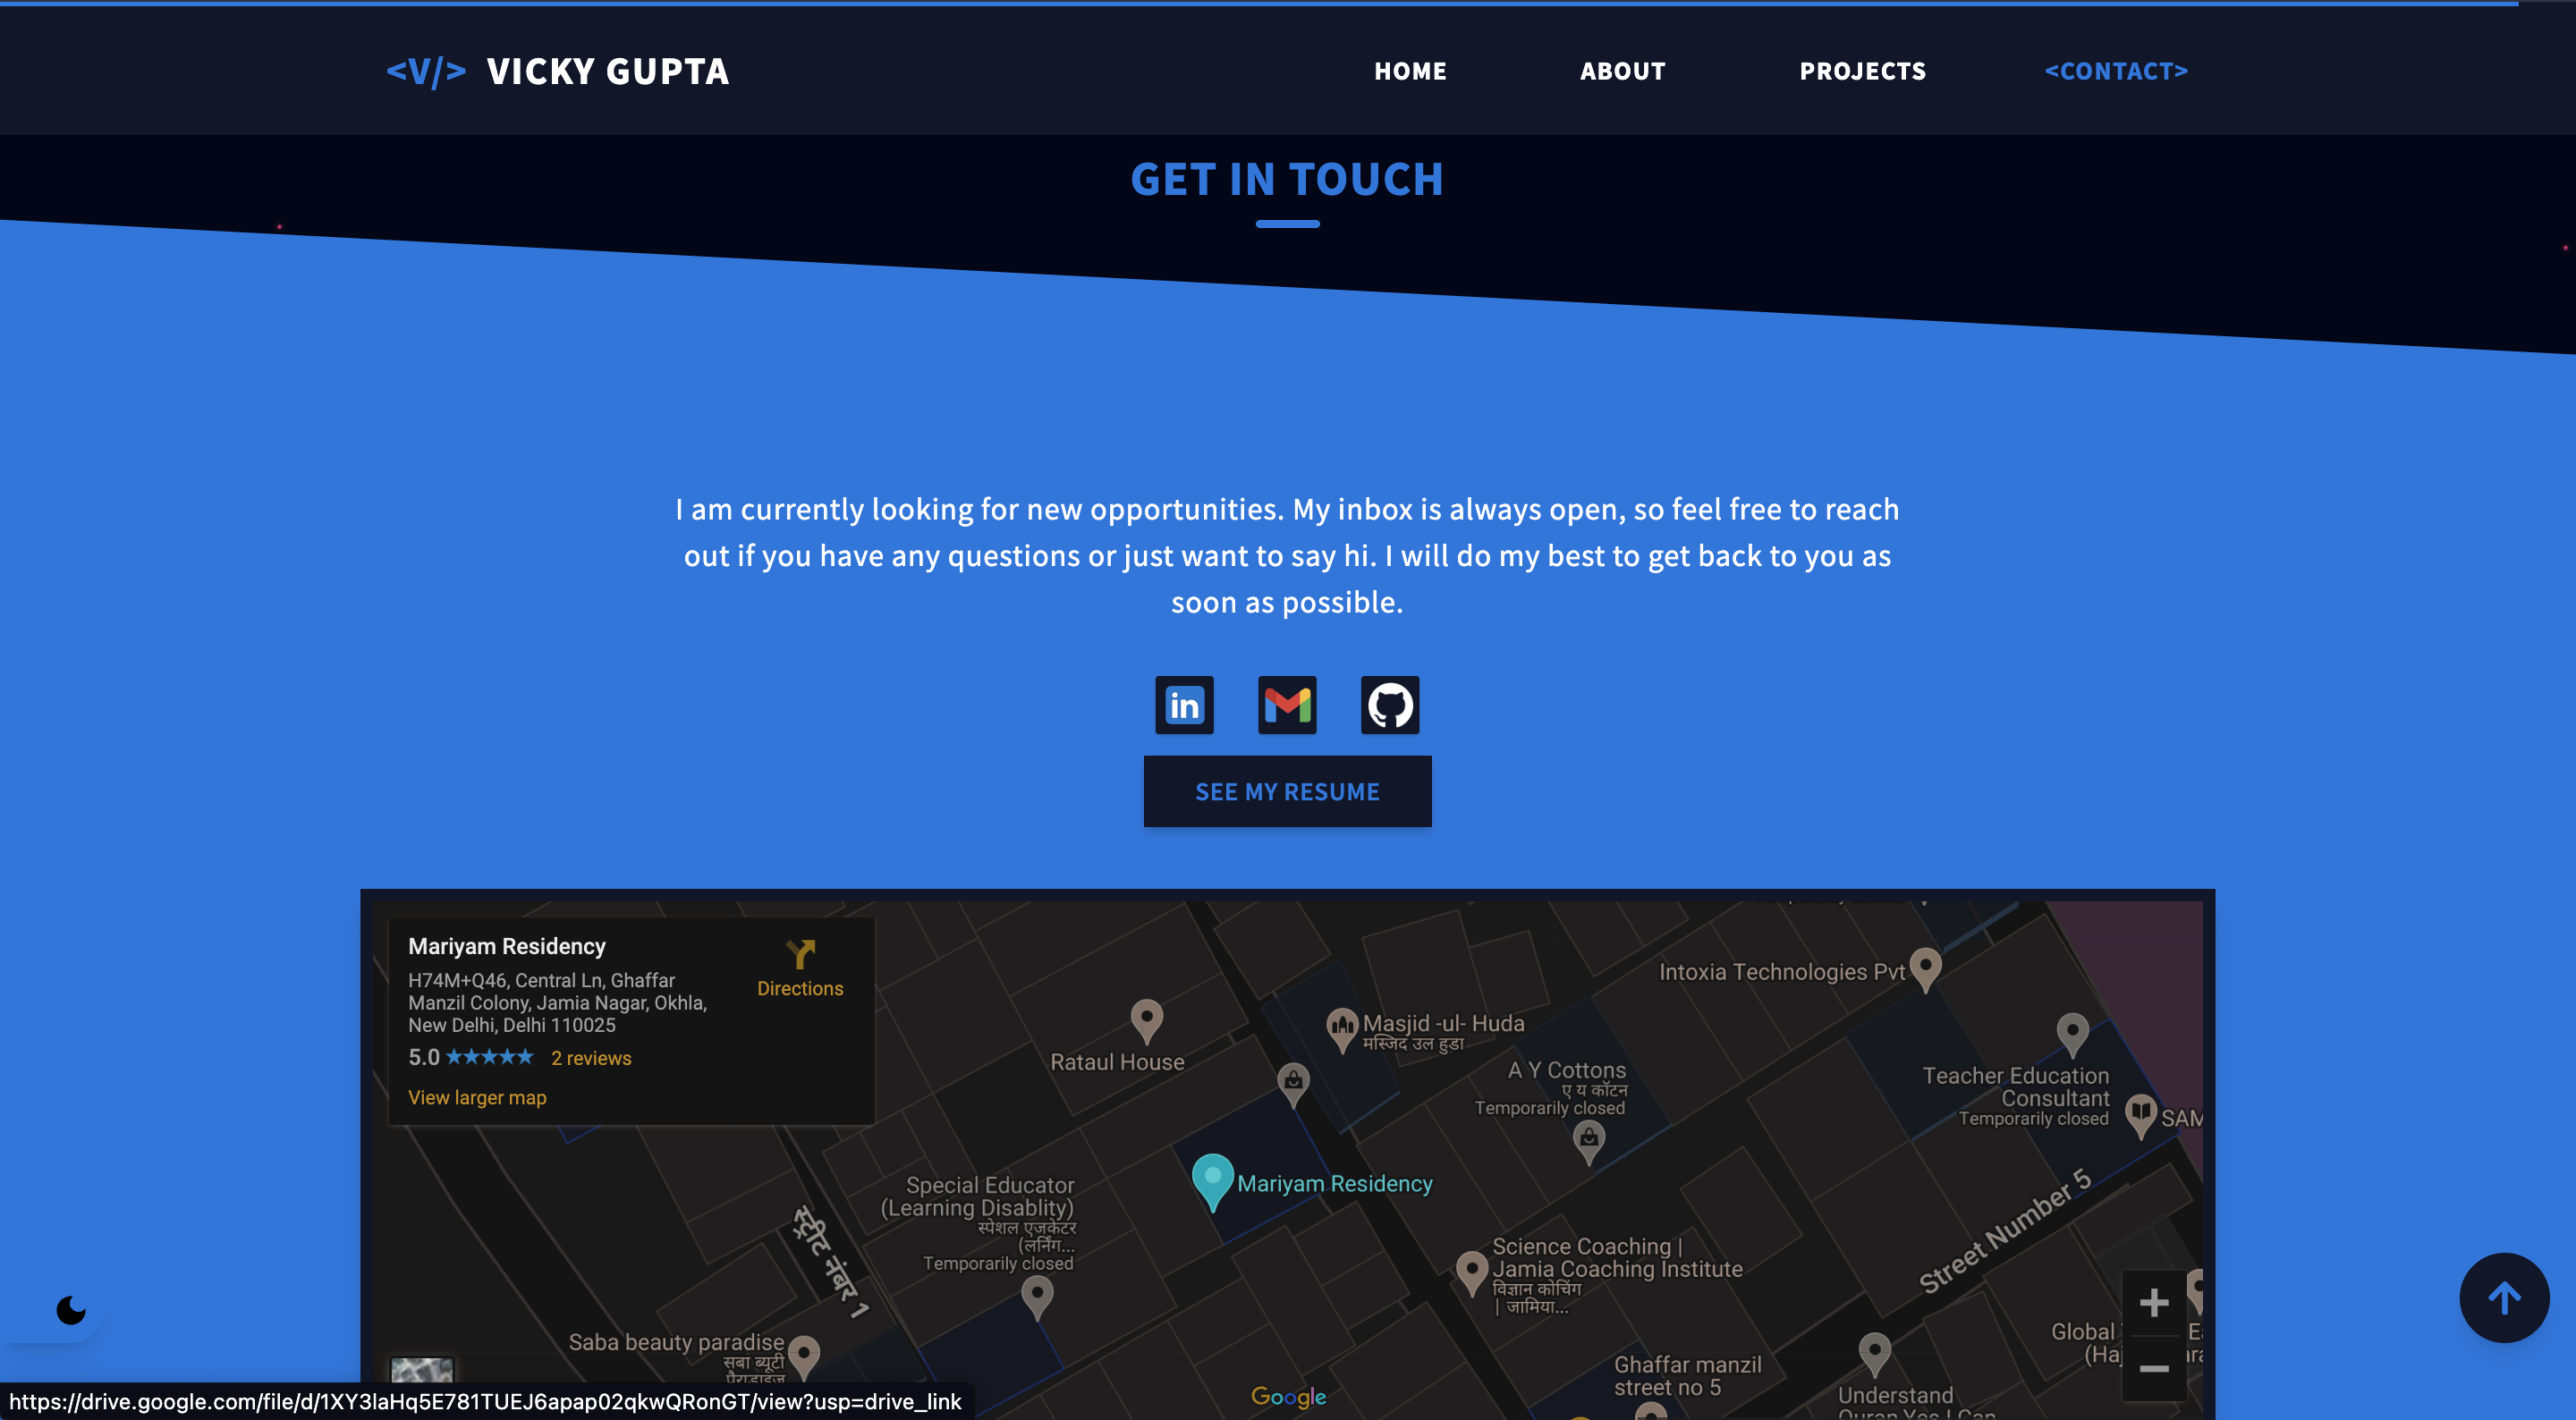 <V/> VICKY GUPTA
HOME
ABOUT
PROJECTS
<CONTACT>
GET IN TOUCH
I am currently looking for new opportunities. My inbox is always open, so feel free to reach
out if you have any questions or just want to say hi. I will do my best to get back to you as
soon as possible.
in
SEE MY RESUME
Mariyam Residency
H74M+Q46, Central Ln, Ghaffar
Manzil Colony, Jamia Nagar, Okhla,
New Delhi, Delhi 110025
5.0 ★★★★★ 2 reviews
View larger map
Directions
Intoxia Technologies Pvt
Masjid -ul- Huda
मस्जिद उल हुडा
Rataul House
A Y Cottons
ए य कॉटन
Temporarily closed
Teacher Education
Consultant
Temporarily closed
SAM
Mariyam Residency
Special Educator
(Learning Disablity)
स्पेशल एजुकेटर
(लर्निंग...
Temporarily closed
स्ट्रीट नंबर 1
Street Number 5
Science Coaching |
Jamia Coaching Institute
विज्ञान कोचिंग
| जामिया...
Saba beauty paradise
सबा ब्यूटी
पैराडाइज
Global
(Haj
Ghaffar manzil
street no 5
Understand
Quran Yes I Can
Google
https://drive.google.com/file/d/1XY3laHq5E781TUEJ6apap02qkwQRonGT/view?usp=drive_link